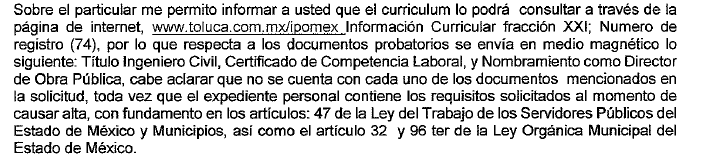 Sobre el particular me permito informar a usted que el curriculum lo podrá consultar a través de la
página de internet, www.toluca.com.mx/ipomex Información Curricular fracción XXI; Numero de
registro (74), por lo que respecta a los documentos probatorios se envía en medio magnético lo
siguiente: Título Ingeniero Civil, Certificado de Competencia Laboral, y Nombramiento como Director
de Obra Pública, cabe aclarar que no se cuenta con cada uno de los documentos mencionados en
la solicitud, toda vez que el expediente personal contiene los requisitos solicitados al momento de
causar alta, con fundamento en los artículos: 47 de la Ley del Trabajo de los Servidores Públicos del
Estado de México y Municipios, así como el artículo 32 y 96 ter de la Ley Orgánica Municipal del
Estado de México.